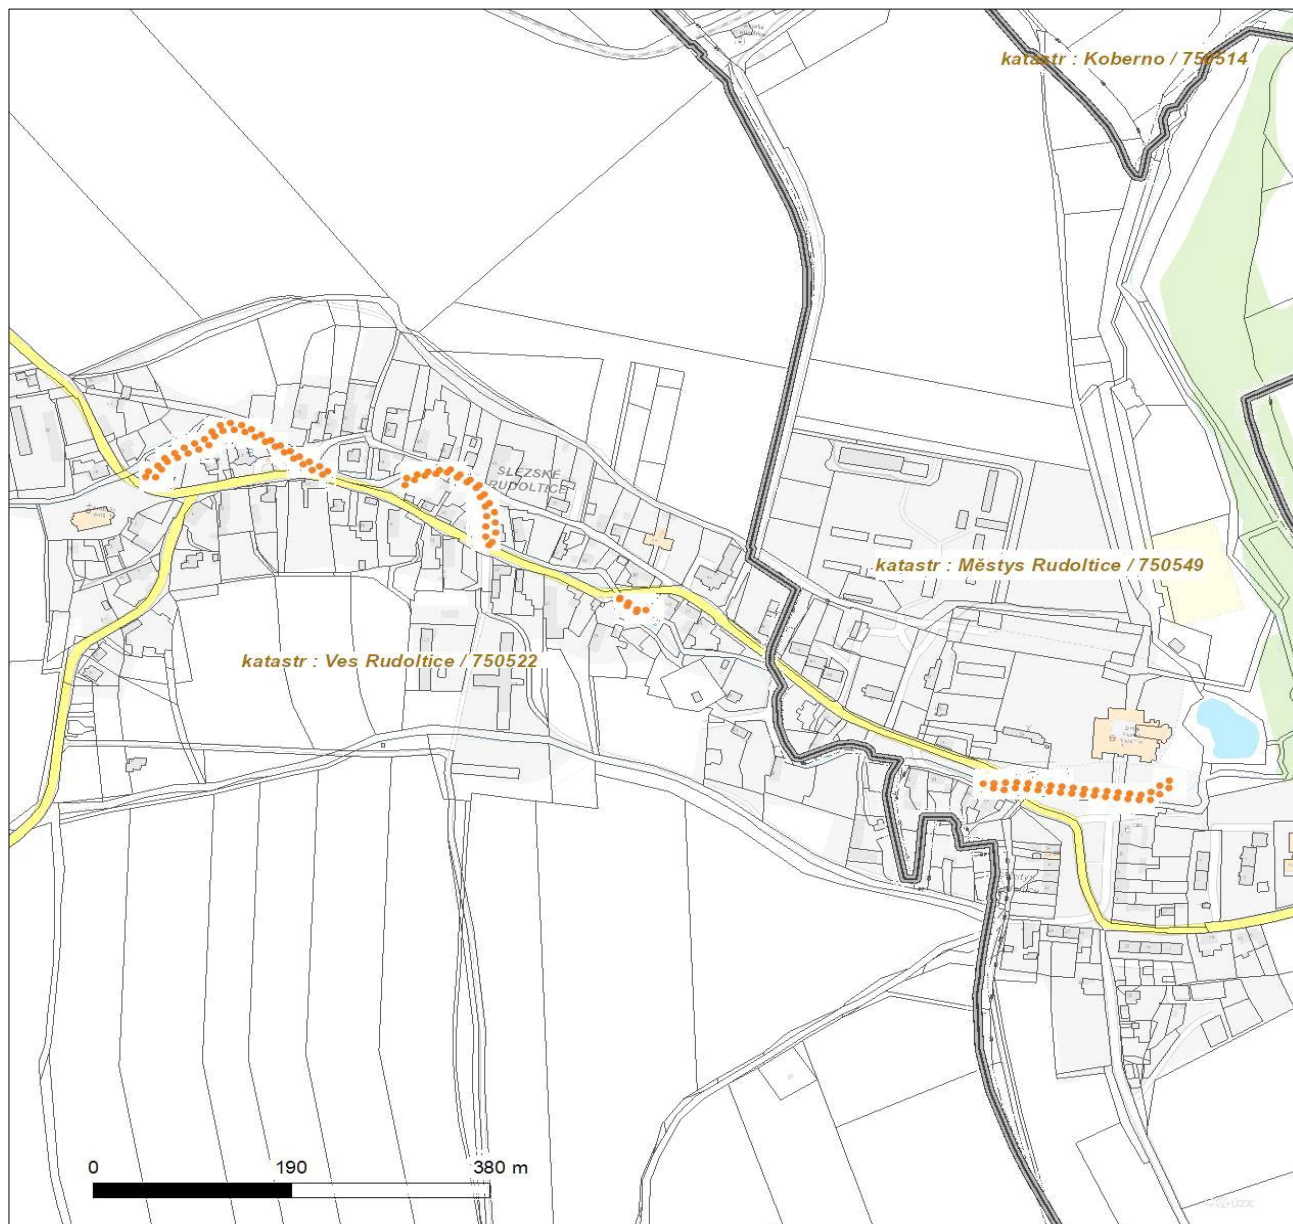 katastr : Koberno / 750514
SLEZSKÉ
RUDOLTICE
katastr : Městys Rudoltice / 750549
katastr : Ves Rudoltice / 750522
0 190 380 m